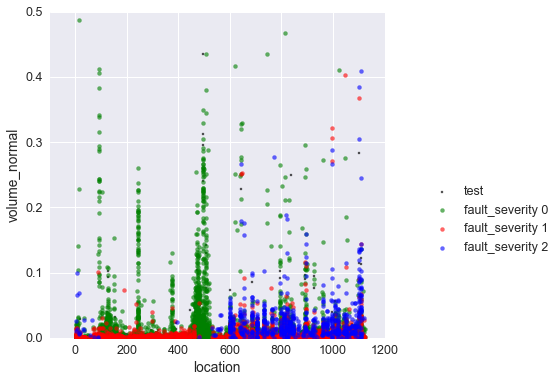 0.5
0.4
0.3
0.2
0.1
0.0
volume_normal
0 200 400 600 800 1000 1200
location
test
fault_severity 0
fault_severity 1
fault_severity 2